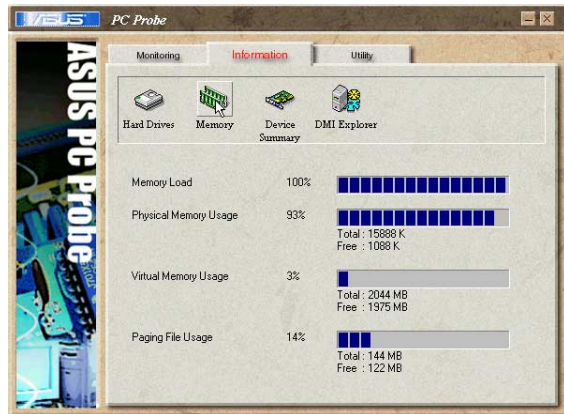 ASUS
PC Probe
ASUS PC Probe
Monitoring
Information
Utility
Hard Drives
Memory
Device
Summary
DMI Explorer
Memory Load 100%
Physical Memory Usage 93%
Total : 15888 K
Free : 1088 K
Virtual Memory Usage 3%
Total : 2044 MB
Free : 1975 MB
Paging File Usage 14%
Total : 144 MB
Free : 122 MB